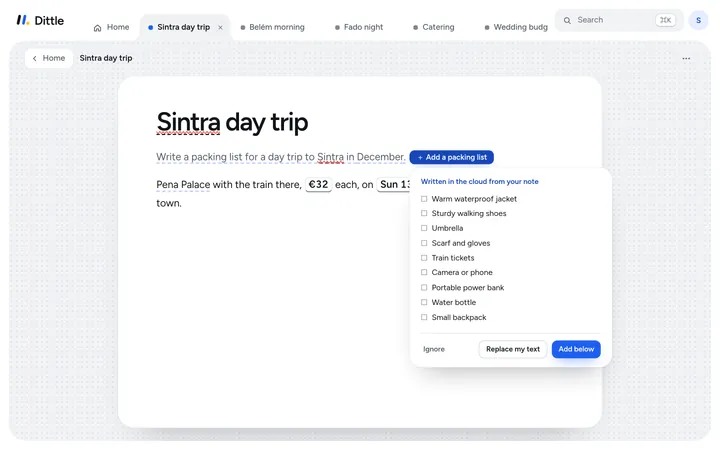 Dittle
Home
Sintra day trip ×
Belém morning
Fado night
Catering
Wedding budg
Search ⌘K
S
Home
Sintra day trip
Sintra day trip
Write a packing list for a day trip to Sintra in December.
+ Add a packing list
Pena Palace with the train there, €32 each, on Sun 13
town.
Written in the cloud from your note
Warm waterproof jacket
Sturdy walking shoes
Umbrella
Scarf and gloves
Train tickets
Camera or phone
Portable power bank
Water bottle
Small backpack
Ignore
Replace my text
Add below